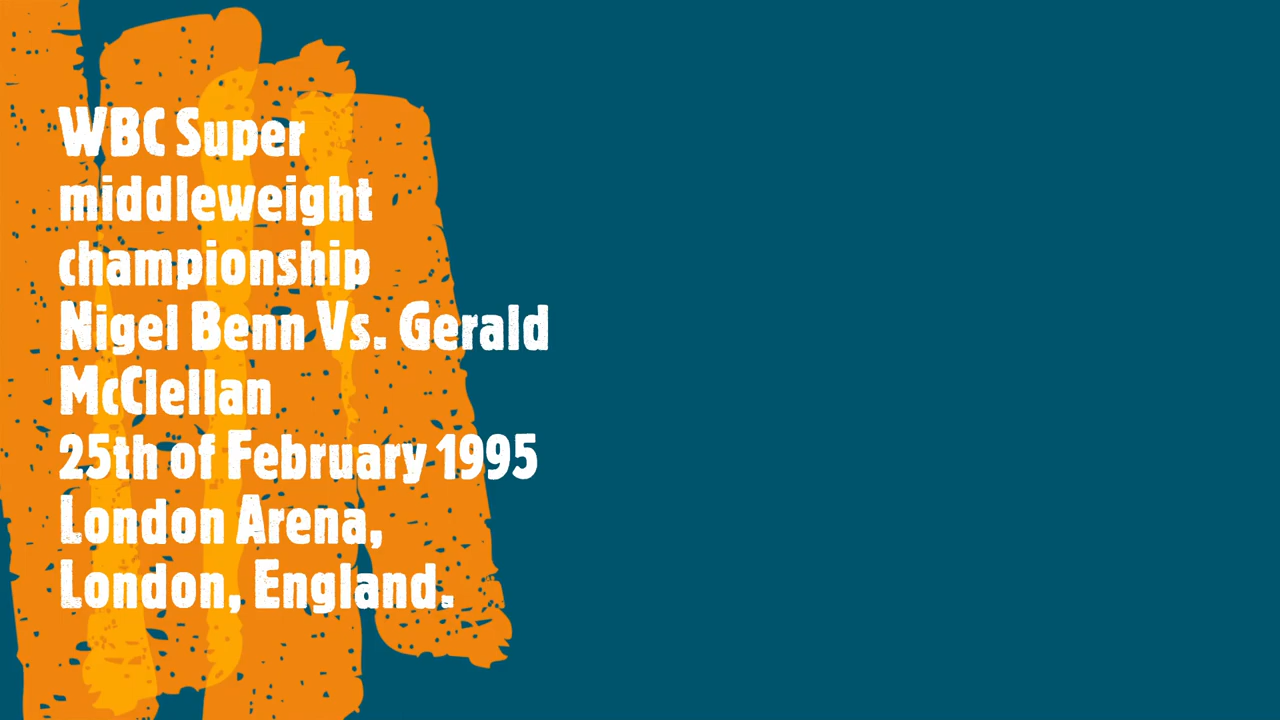 WBC Super
middleweight
championship
Nigel Benn Vs. Gerald
McClellan
25th of February 1995
London Arena,
London, England.